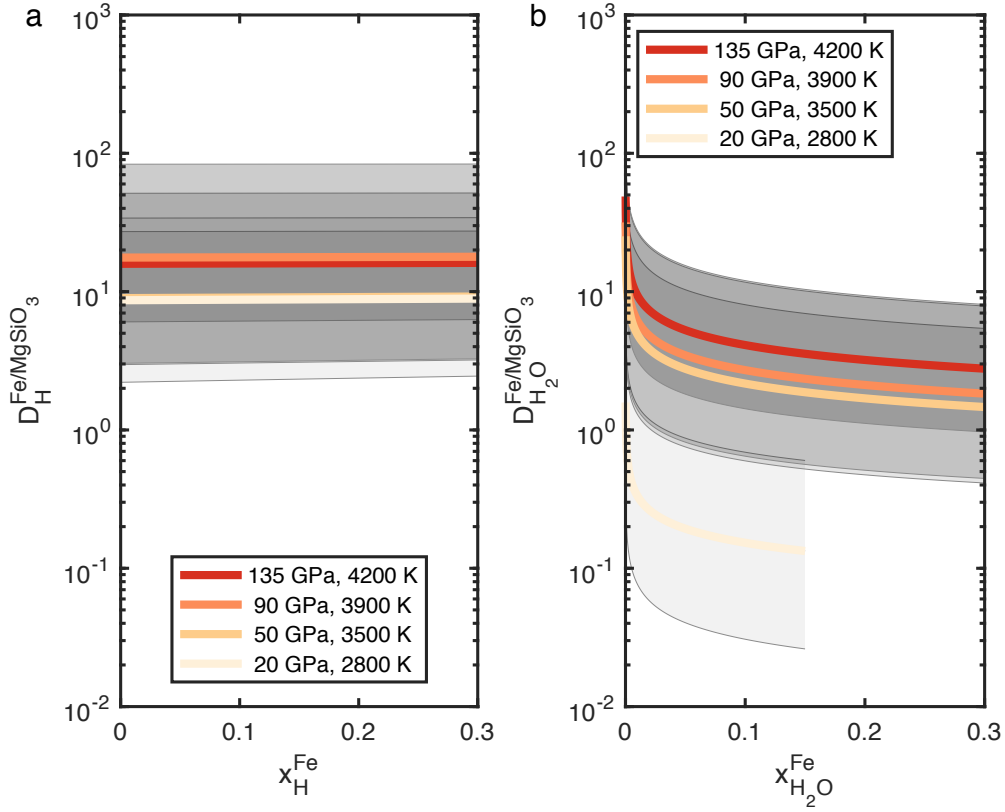 a
10^3
10^2
10^1
10^0
10^-1
10^-2
D_H^Fe/MgSiO_3
135 GPa, 4200 K
90 GPa, 3900 K
50 GPa, 3500 K
20 GPa, 2800 K
0 0.1 0.2 0.3
x_H^Fe
b
10^3
10^2
10^1
10^0
10^-1
10^-2
D_H_2O^Fe/MgSiO_3
135 GPa, 4200 K
90 GPa, 3900 K
50 GPa, 3500 K
20 GPa, 2800 K
0 0.1 0.2 0.3
x_H_2O^Fe